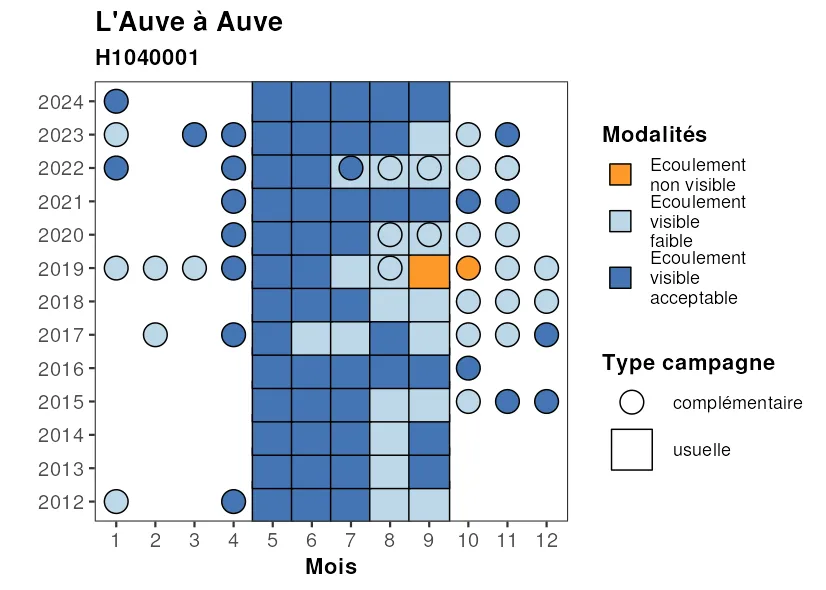 L'Auve à Auve
H1040001
2024
2023
2022
2021
2020
2019
2018
2017
2016
2015
2014
2013
2012
1 2 3 4 5 6 7 8 9 10 11 12
Mois
Modalités
Ecoulement
non visible
Ecoulement
visible
faible
Ecoulement
visible
acceptable
Type campagne
complémentaire
usuelle